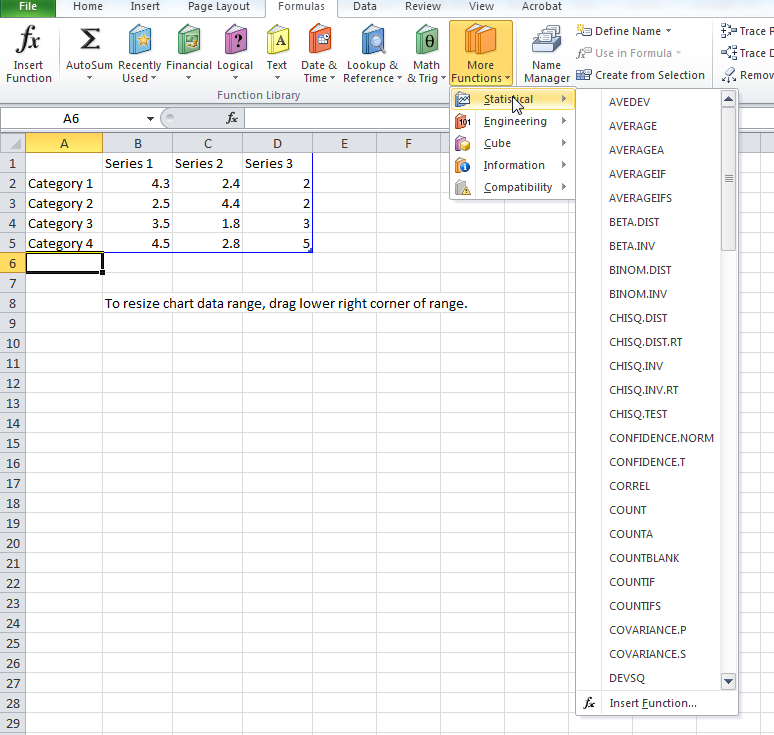 File Home Insert Page Layout Formulas Data Review View Acrobat
Insert Function
AutoSum
Recently Used
Financial
Logical
Text
Date & Time
Lookup & Reference
Math & Trig
More Functions
Name Manager
Define Name
Use in Formula
Create from Selection
Trace P
Trace D
Remov
Function Library
A6 fx
Statistical
Engineering
Cube
Information
Compatibility
AVEDEV
AVERAGE
AVERAGEA
AVERAGEIF
AVERAGEIFS
BETA.DIST
BETA.INV
BINOM.DIST
BINOM.INV
CHISQ.DIST
CHISQ.DIST.RT
CHISQ.INV
CHISQ.INV.RT
CHISQ.TEST
CONFIDENCE.NORM
CONFIDENCE.T
CORREL
COUNT
COUNTA
COUNTBLANK
COUNTIF
COUNTIFS
COVARIANCE.P
COVARIANCE.S
DEVSQ
fx Insert Function...
A B C D E F
1 Series 1 Series 2 Series 3
2 Category 1 4.3 2.4 2
3 Category 2 2.5 4.4 2
4 Category 3 3.5 1.8 3
5 Category 4 4.5 2.8 5
6
7
8 To resize chart data range, drag lower right corner of range.
9
10
11
12
13
14
15
16
17
18
19
20
21
22
23
24
25
26
27
28
29